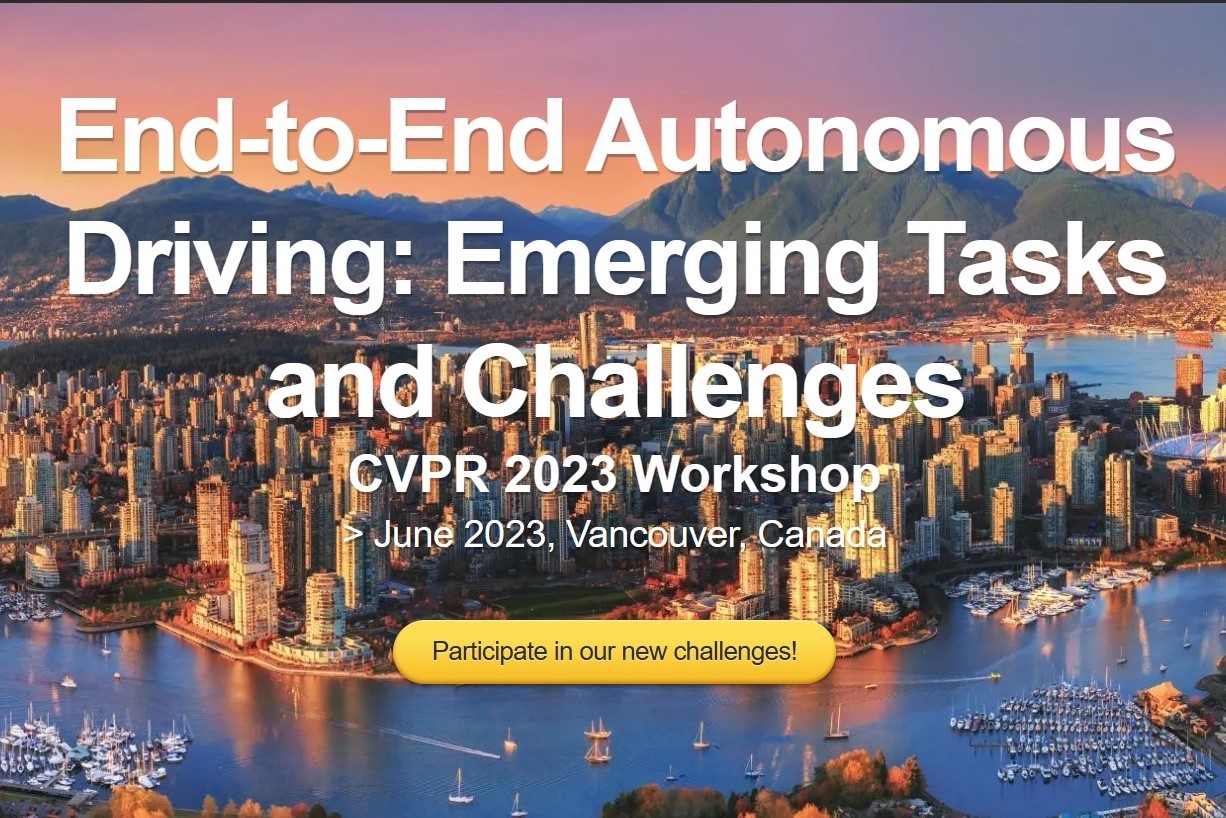 End-to-End Autonomous
Driving: Emerging Tasks
and Challenges
CVPR 2023 Workshop
> June 2023, Vancouver, Canada
Participate in our new challenges!